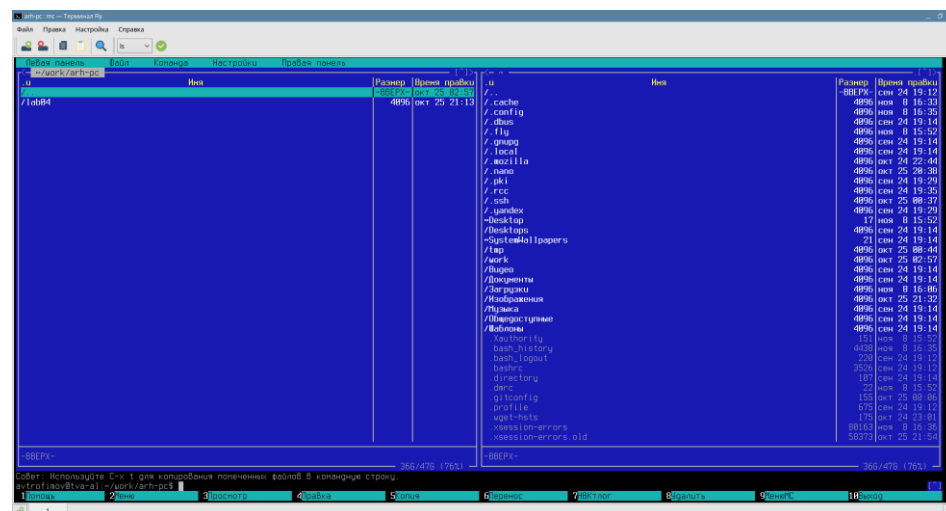 arh-pc : mc — Терминал Fly
Файл Правка Настройка Справка
ls
Левая панель Файл Команда Настройки Правая панель
~/work/arh-pc
.и Имя Размер Время правки
/.. -ВВЕРХ- окт 25 02:57
/lab04 4096 окт 25 21:13
-ВВЕРХ-
36G/47G (76%)
~
.и Имя Размер Время правки
/.. -ВВЕРХ- сен 24 19:12
/.cache 4096 ноя 8 16:33
/.config 4096 ноя 8 16:35
/.dbus 4096 сен 24 19:14
/.fly 4096 ноя 8 15:52
/.gnupg 4096 сен 24 19:14
/.local 4096 сен 24 19:14
/.mozilla 4096 окт 24 22:44
/.nano 4096 окт 25 20:38
/.pki 4096 сен 24 19:29
/.rcc 4096 сен 24 19:35
/.ssh 4096 окт 25 00:37
/.yandex 4096 сен 24 19:29
~Desktop 17 ноя 8 15:52
/Desktops 4096 сен 24 19:14
~SystemWallpapers 21 сен 24 19:14
/tmp 4096 окт 25 00:44
/work 4096 окт 25 02:57
/Видео 4096 сен 24 19:14
/Документы 4096 сен 24 19:14
/Загрузки 4096 ноя 8 16:06
/Изображения 4096 окт 25 21:32
/Музыка 4096 сен 24 19:14
/Общедоступные 4096 сен 24 19:14
/Шаблоны 4096 сен 24 19:14
.Xauthority 151 ноя 8 15:52
.bash_history 4438 ноя 8 16:35
.bash_logout 220 сен 24 19:12
.bashrc 3526 сен 24 19:12
.directory 187 сен 24 19:14
.dmrc 22 ноя 8 15:52
.gitconfig 155 окт 25 00:06
.profile 675 сен 24 19:12
.wget-hsts 175 окт 24 23:01
.xsession-errors 80163 ноя 8 16:36
.xsession-errors.old 58373 окт 25 21:54
-ВВЕРХ-
36G/47G (76%)
Совет: Используйте C-x t для копирования помеченных файлов в командную строку.
avtrofimov@tva-al:~/work/arh-pc$
1Помощь 2Меню 3Просмотр 4Правка 5Копия 6Перенос 7НвКтлог 8Удалить 9МенюMC 10Выход